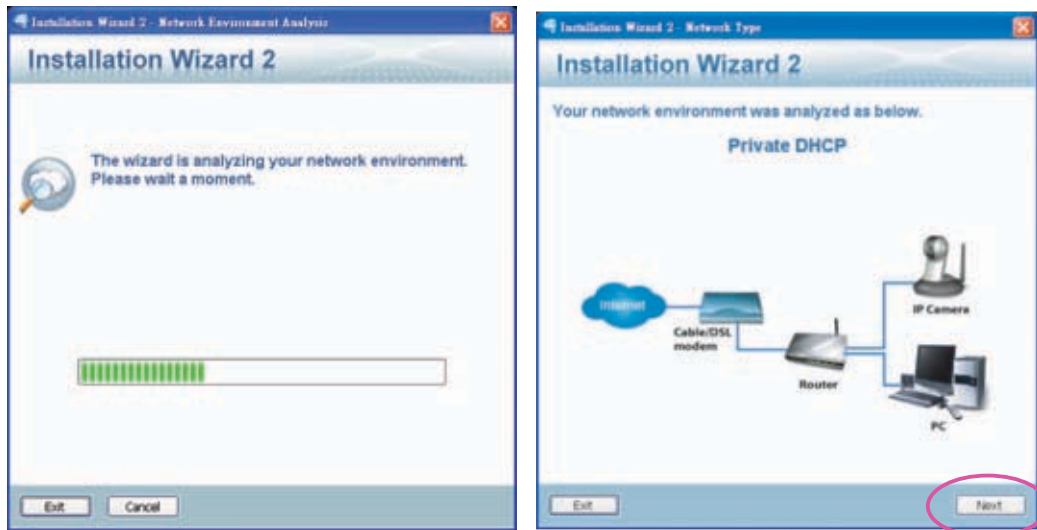 Installation Wizard 2 - Network Environment Analysis
Installation Wizard 2
The wizard is analyzing your network environment.
Please wait a moment.
Exit
Cancel
Installation Wizard 2 - Network Type
Installation Wizard 2
Your network environment was analyzed as below.
Private DHCP
Internet
Cable/DSL
modem
Router
IP Camera
PC
Exit
Next